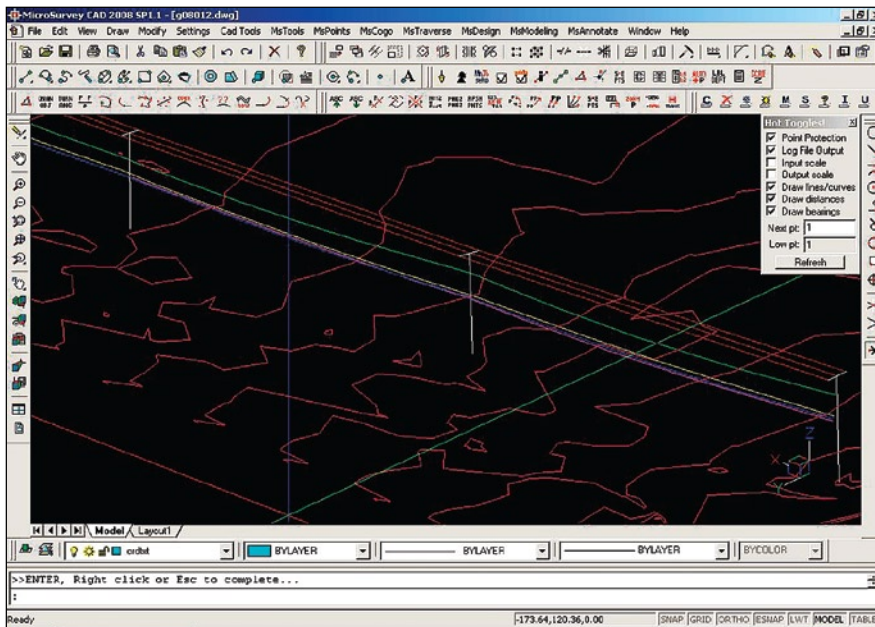 MicroSurvey CAD 2008 SP1.1 - [g08012.dwg]
File Edit View Draw Modify Settings Cad Tools MsTools MsPoints MsCogo MsTraverse MsDesign MsModeling MsAnnotate Window Help
Hot Toggles!
Point Protection
Log File Output
Input scale
Output scale
Draw lines/curves
Draw distances
Draw bearings
Next pt: 1
Low pt: 1
Refresh
Z
X
Y
Model Layout1
crdtxt BYLAYER BYLAYER BYLAYER BYCOLOR
>>ENTER, Right click or Esc to complete...
:
Ready -173.64,120.36,0.00 SNAP GRID ORTHO ESNAP LWT MODEL TABLE